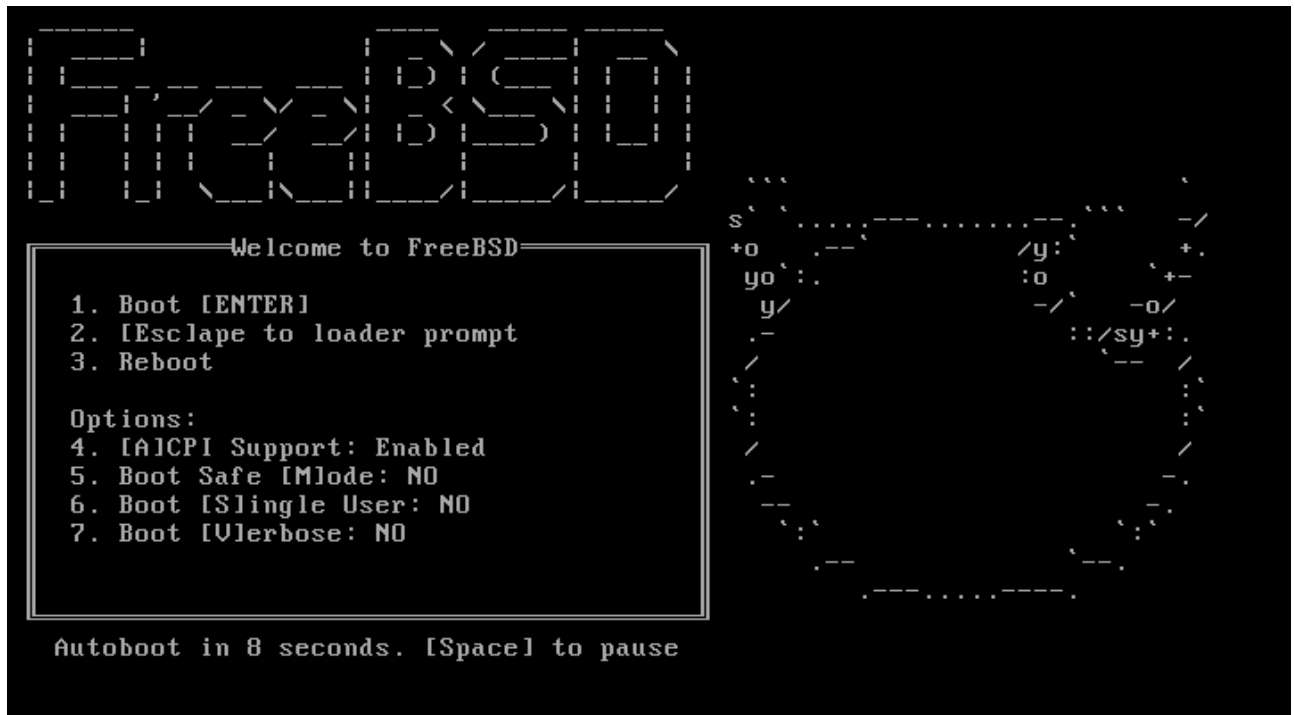 FreeBSD
Welcome to FreeBSD
1. Boot [ENTER]
2. [Esc]ape to loader prompt
3. Reboot
Options:
4. [A]CPI Support: Enabled
5. Boot Safe [M]ode: NO
6. Boot [S]ingle User: NO
7. Boot [V]erbose: NO
Autoboot in 8 seconds. [Space] to pause